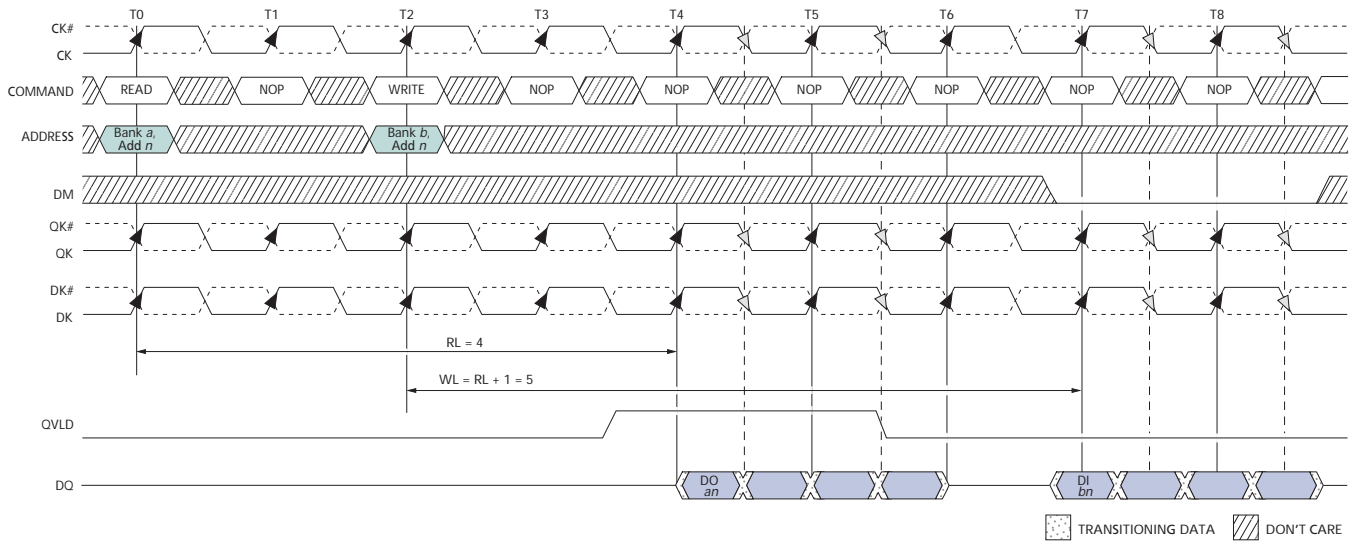 T0 T1 T2 T3 T4 T5 T6 T7 T8
CK#
CK
COMMAND READ NOP WRITE NOP NOP NOP NOP NOP NOP
ADDRESS Bank a, Add n Bank b, Add n
DM
QK#
QK
DK#
DK
RL = 4
WL = RL + 1 = 5
QVLD
DQ DO an DI bn
TRANSITIONING DATA DON'T CARE